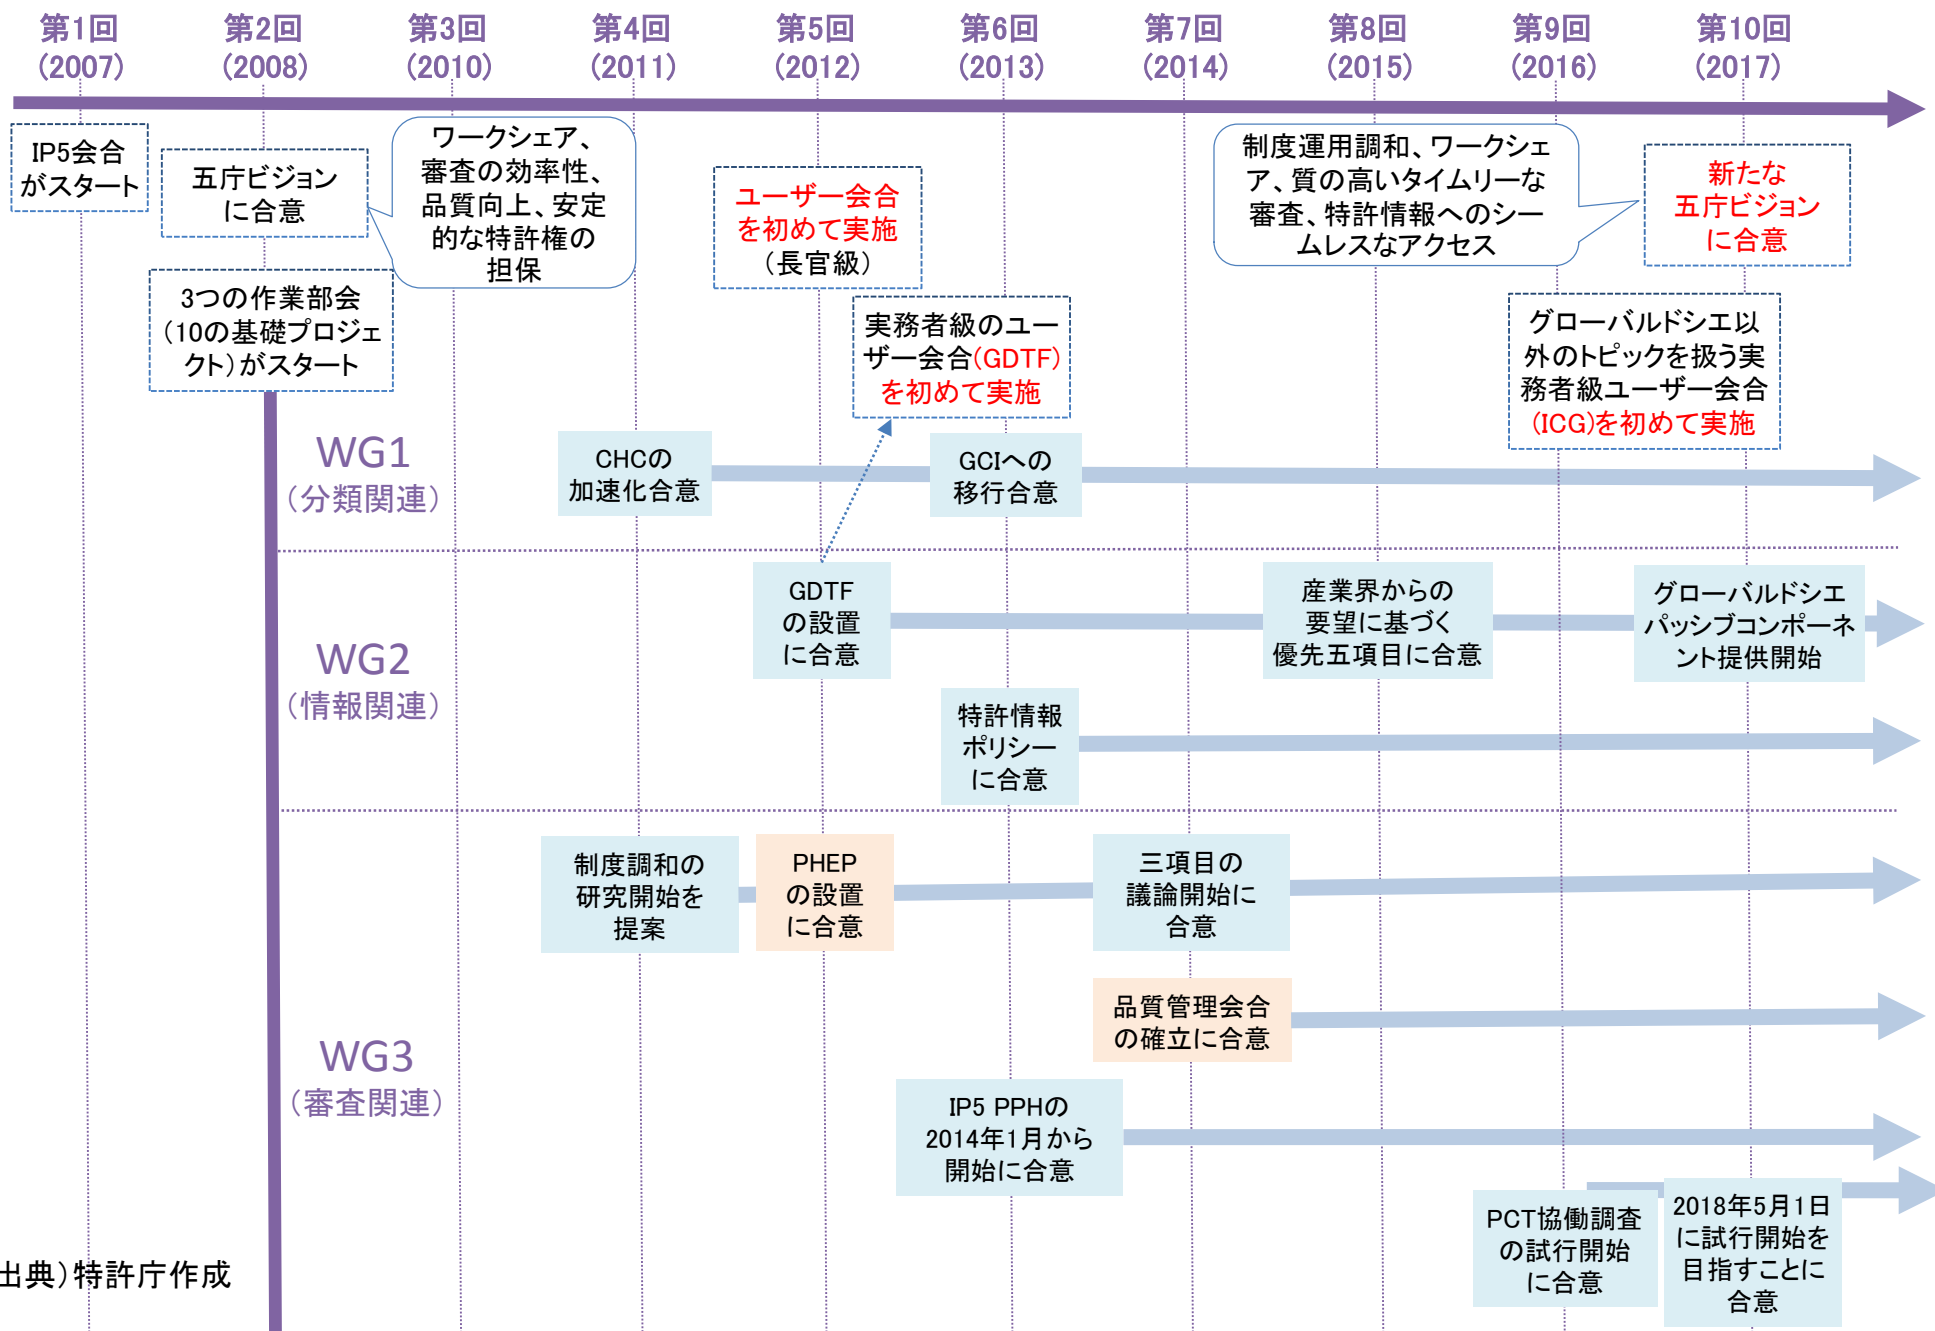 第1回
(2007)
第2回
(2008)
第3回
(2010)
第4回
(2011)
第5回
(2012)
第6回
(2013)
第7回
(2014)
第8回
(2015)
第9回
(2016)
第10回
(2017)
IP5会合
がスタート
五庁ビジョン
に合意
ワークシェア、
審査の効率性、
品質向上、安定
的な特許権の
担保
ユーザー会合
を初めて実施
(長官級)
制度運用調和、ワークシェ
ア、質の高いタイムリーな
審査、特許情報へのシー
ムレスなアクセス
新たな
五庁ビジョン
に合意
3つの作業部会
(10の基礎プロジェ
クト)がスタート
実務者級のユー
ザー会合(GDTF)
を初めて実施
グローバルドシエ以
外のトピックを扱う実
務者級ユーザー会合
(ICG)を初めて実施
WG1
(分類関連)
CHCの
加速化合意
GCIへの
移行合意
WG2
(情報関連)
GDTF
の設置
に合意
産業界からの
要望に基づく
優先五項目に合意
グローバルドシエ
パッシブコンポーネ
ント提供開始
特許情報
ポリシー
に合意
WG3
(審査関連)
制度調和の
研究開始を
提案
PHEP
の設置
に合意
三項目の
議論開始に
合意
品質管理会合
の確立に合意
IP5 PPHの
2014年1月から
開始に合意
PCT協働調査
の試行開始
に合意
2018年5月1日
に試行開始を
目指すことに
合意
出典)特許庁作成